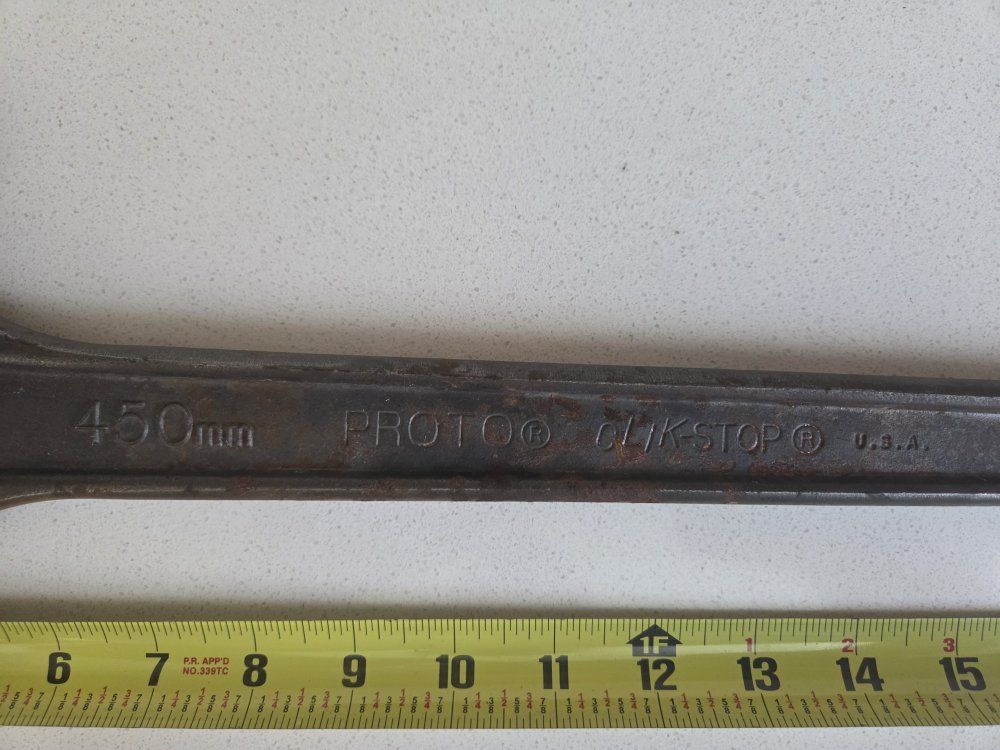 450mm PROTO® CLIK-STOP® U.S.A.
1F 1 2 3
6 7 P.R. APP'D 8 9 10 11 12 13 14 15
NO.339TC